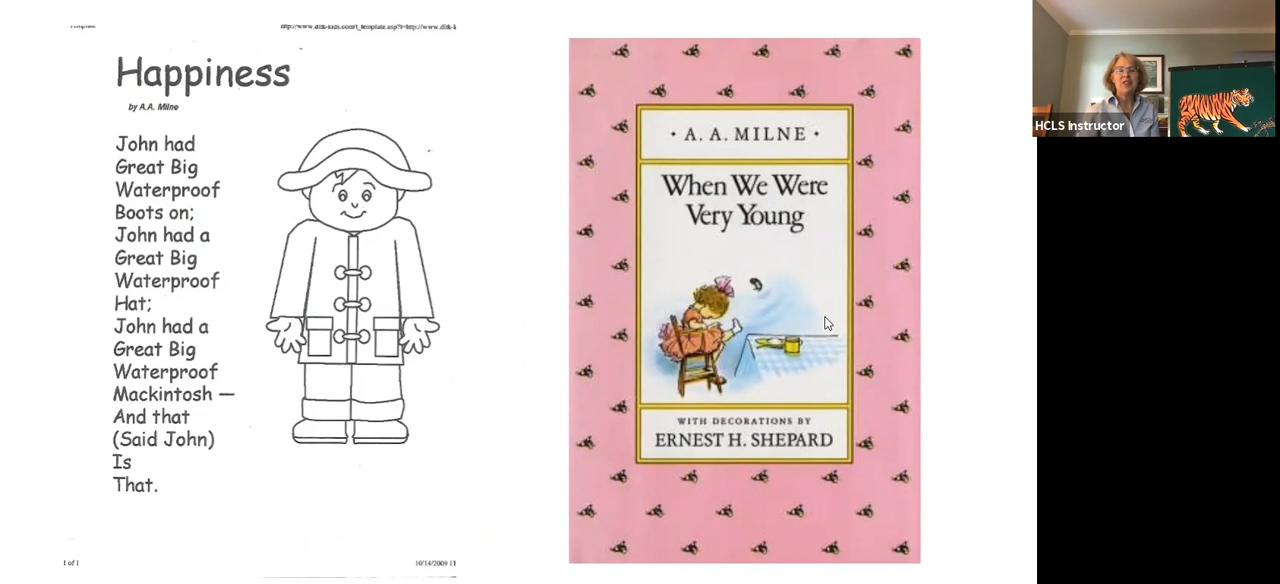 Happiness
by A.A. Milne
John had
Great Big
Waterproof
Boots on;
John had a
Great Big
Waterproof
Hat;
John had a
Great Big
Waterproof
Mackintosh —
And that
(Said John)
Is
That.
1 of 1
10/14/2009 11
· A. A. MILNE ·
When We Were
Very Young
WITH DECORATIONS BY
ERNEST H. SHEPARD
HCLS Instructor